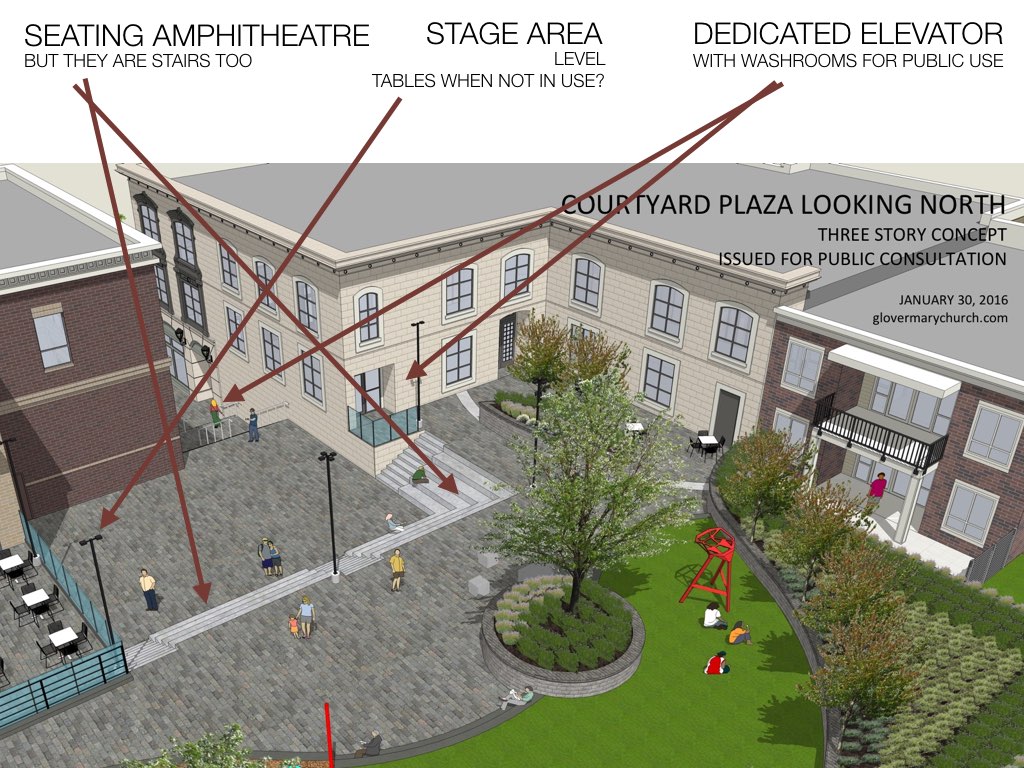 SEATING AMPHITHEATRE
BUT THEY ARE STAIRS TOO
STAGE AREA
LEVEL
TABLES WHEN NOT IN USE?
DEDICATED ELEVATOR
WITH WASHROOMS FOR PUBLIC USE
COURTYARD PLAZA LOOKING NORTH
THREE STORY CONCEPT
ISSUED FOR PUBLIC CONSULTATION
JANUARY 30, 2016
glovermarychurch.com